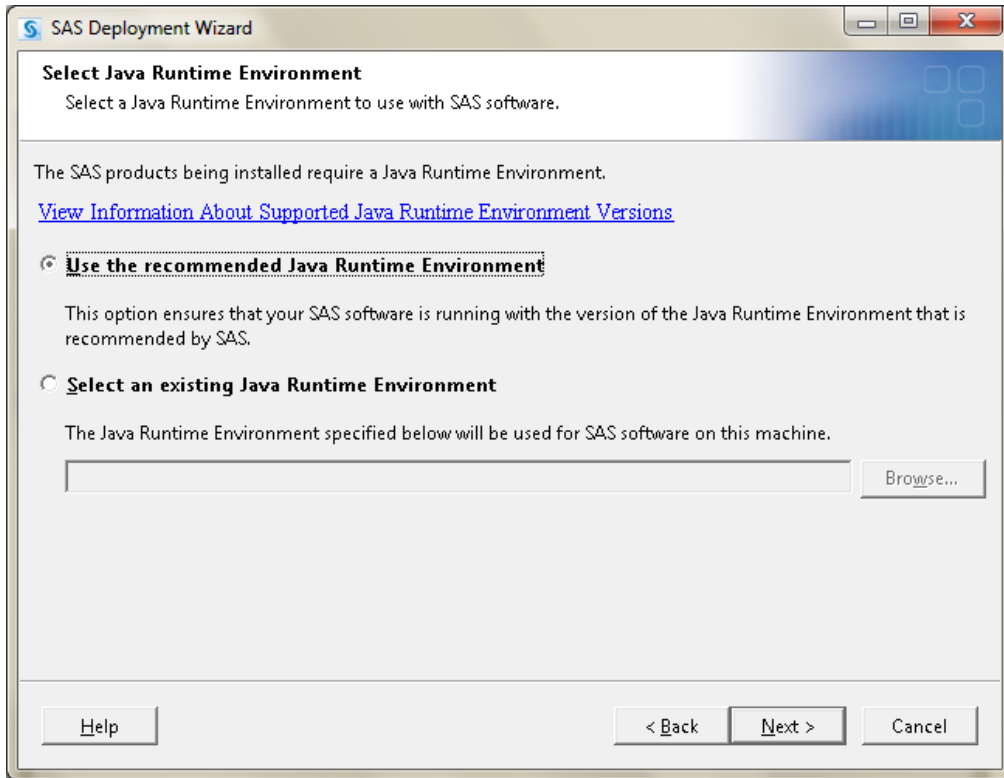 SAS Deployment Wizard
Select Java Runtime Environment
Select a Java Runtime Environment to use with SAS software.
The SAS products being installed require a Java Runtime Environment.
View Information About Supported Java Runtime Environment Versions
Use the recommended Java Runtime Environment
This option ensures that your SAS software is running with the version of the Java Runtime Environment that is
recommended by SAS.
Select an existing Java Runtime Environment
The Java Runtime Environment specified below will be used for SAS software on this machine.
Browse...
Help
< Back
Next >
Cancel